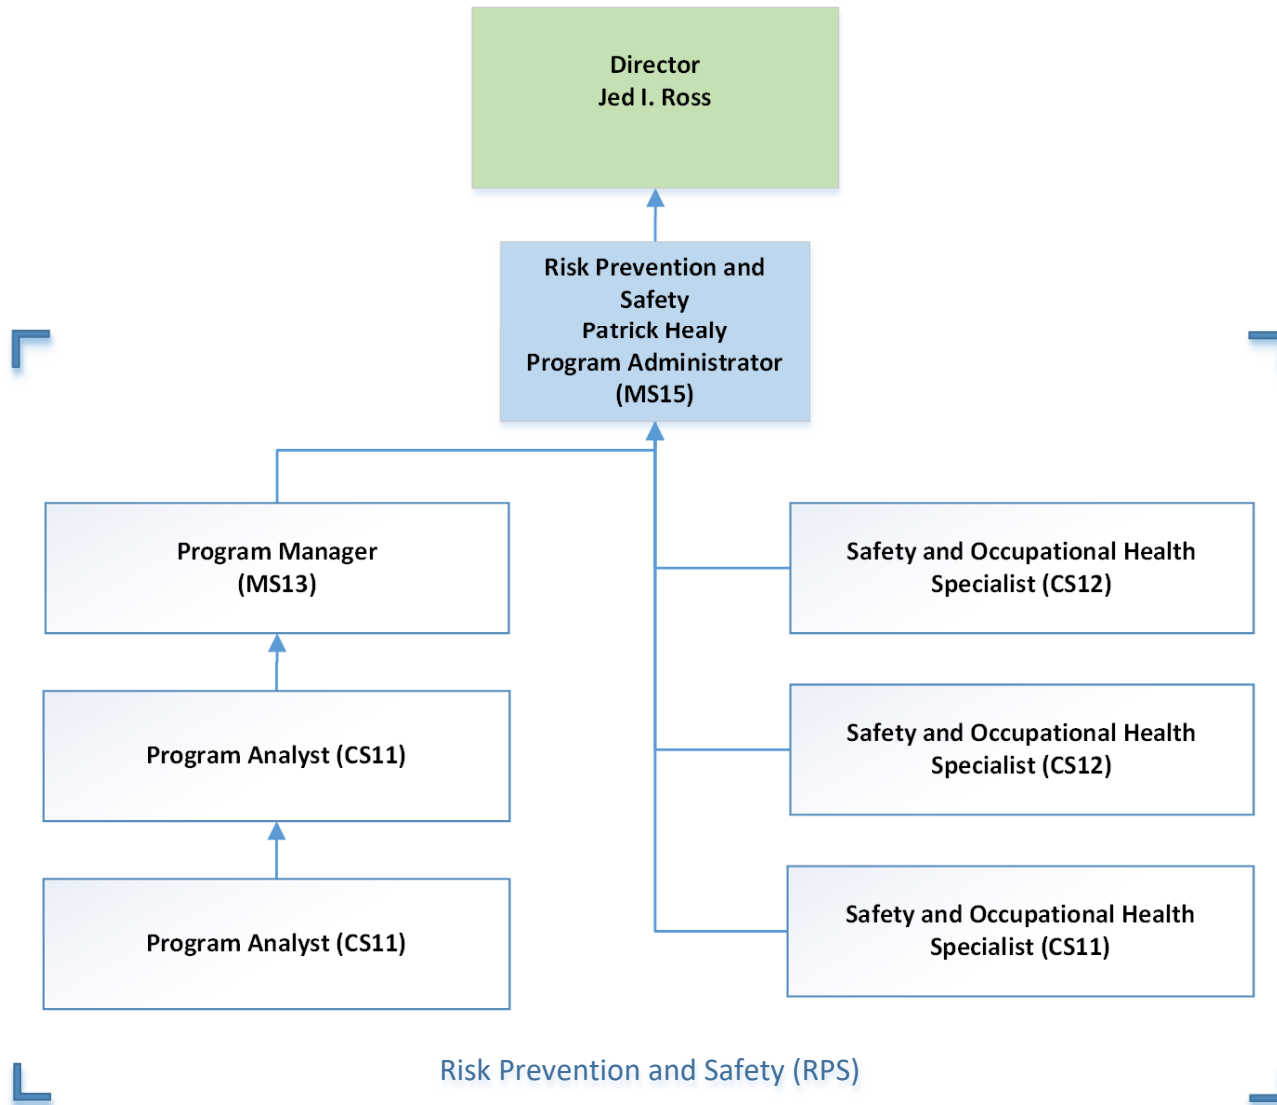 Director
Jed I. Ross
Risk Prevention and
Safety
Patrick Healy
Program Administrator
(MS15)
Program Manager
(MS13)
Program Analyst (CS11)
Program Analyst (CS11)
Safety and Occupational Health
Specialist (CS12)
Safety and Occupational Health
Specialist (CS12)
Safety and Occupational Health
Specialist (CS11)
Risk Prevention and Safety (RPS)